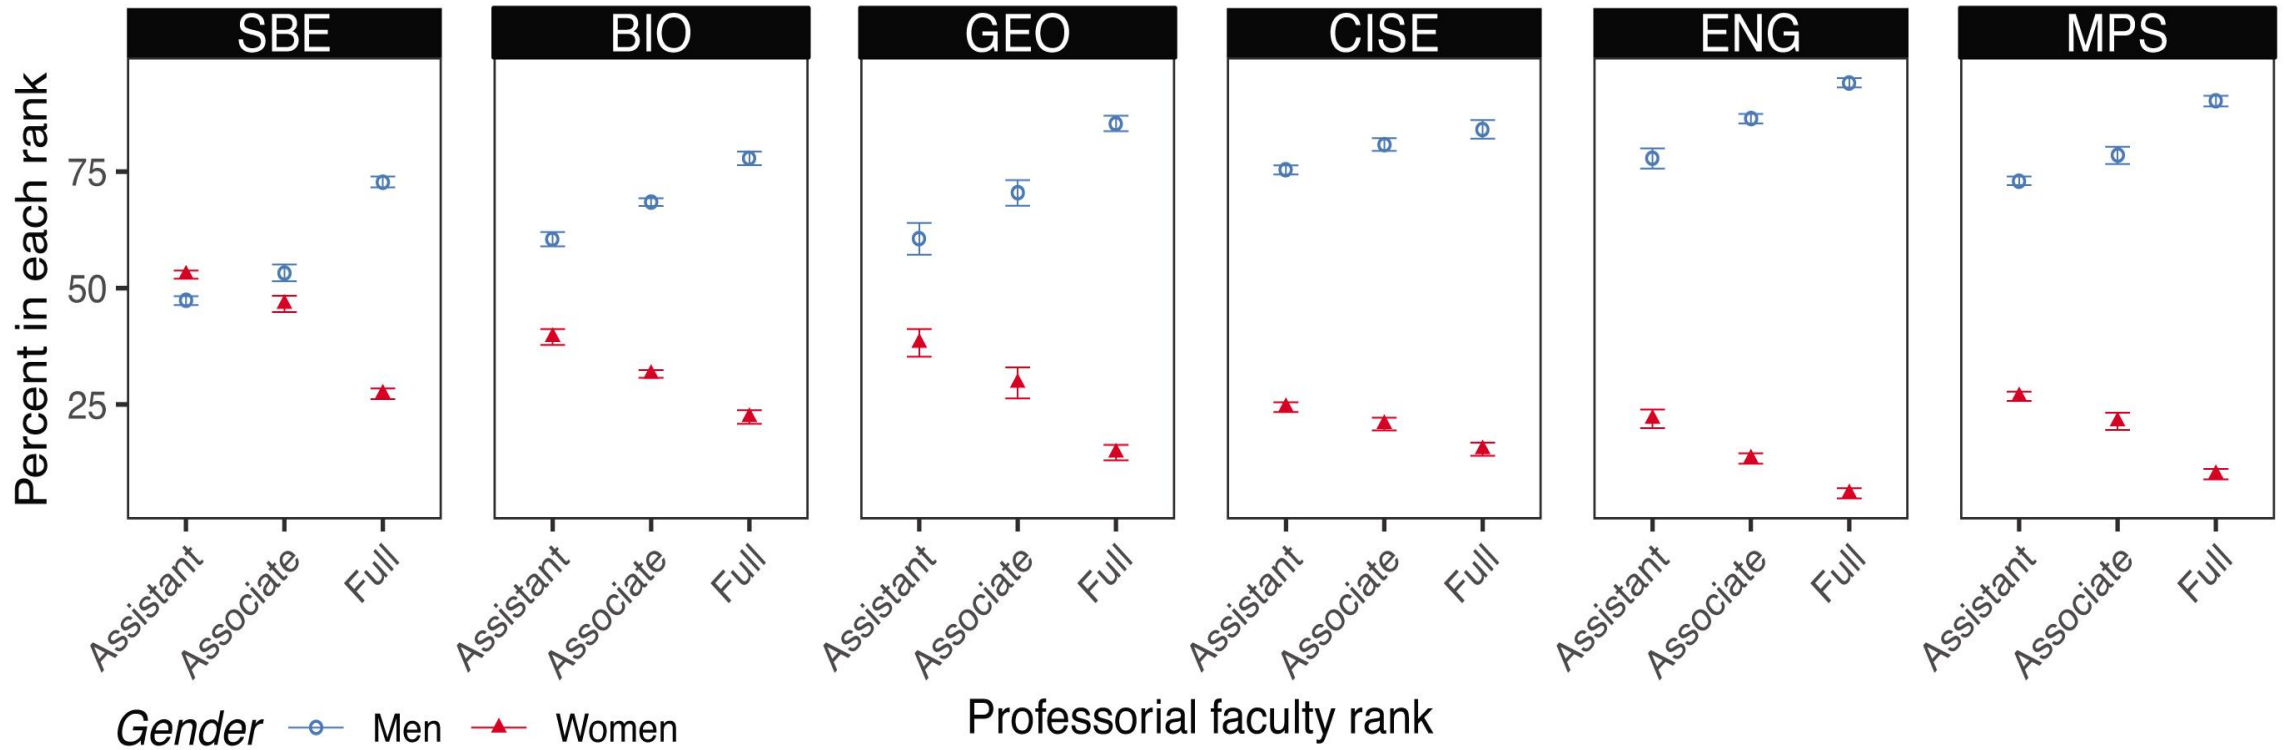 SBE BIO GEO CISE ENG MPS
Percent in each rank
75
50
25
Assistant Associate Full Assistant Associate Full Assistant Associate Full Assistant Associate Full Assistant Associate Full Assistant Associate Full
Professorial faculty rank
Gender Men Women